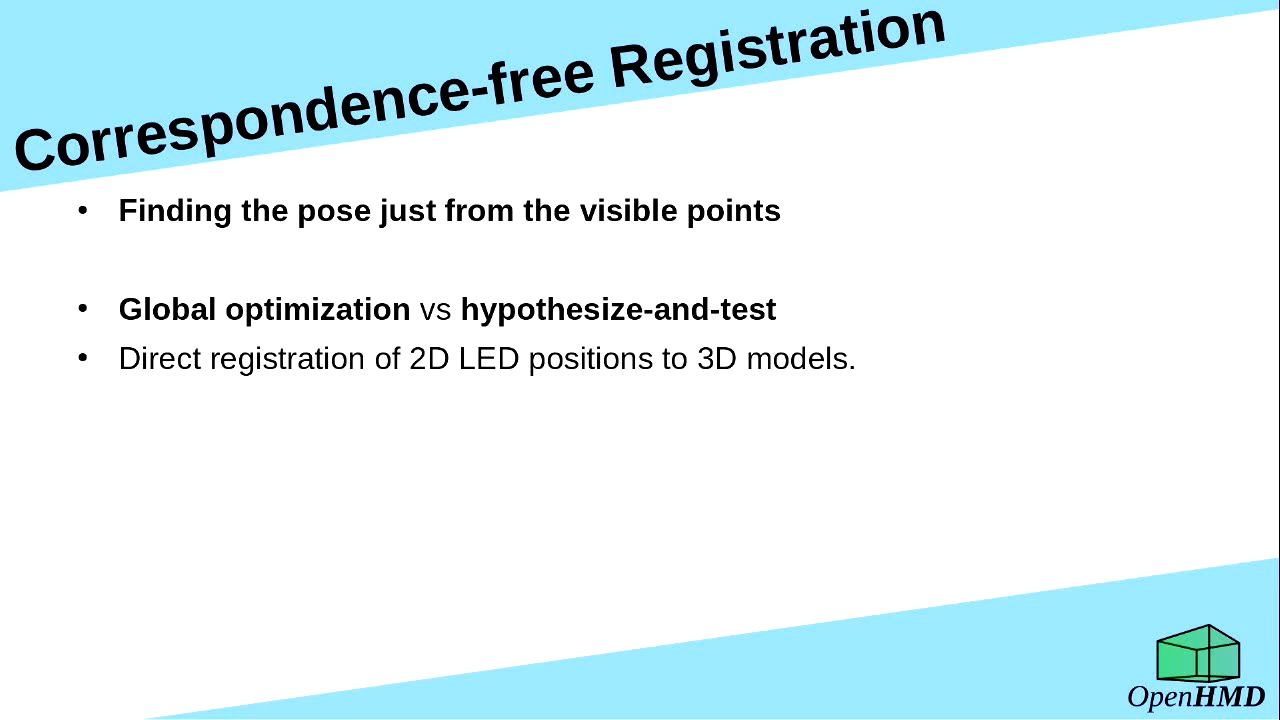 Correspondence-free Registration
• Finding the pose just from the visible points
• Global optimization vs hypothesize-and-test
• Direct registration of 2D LED positions to 3D models.
OpenHMD